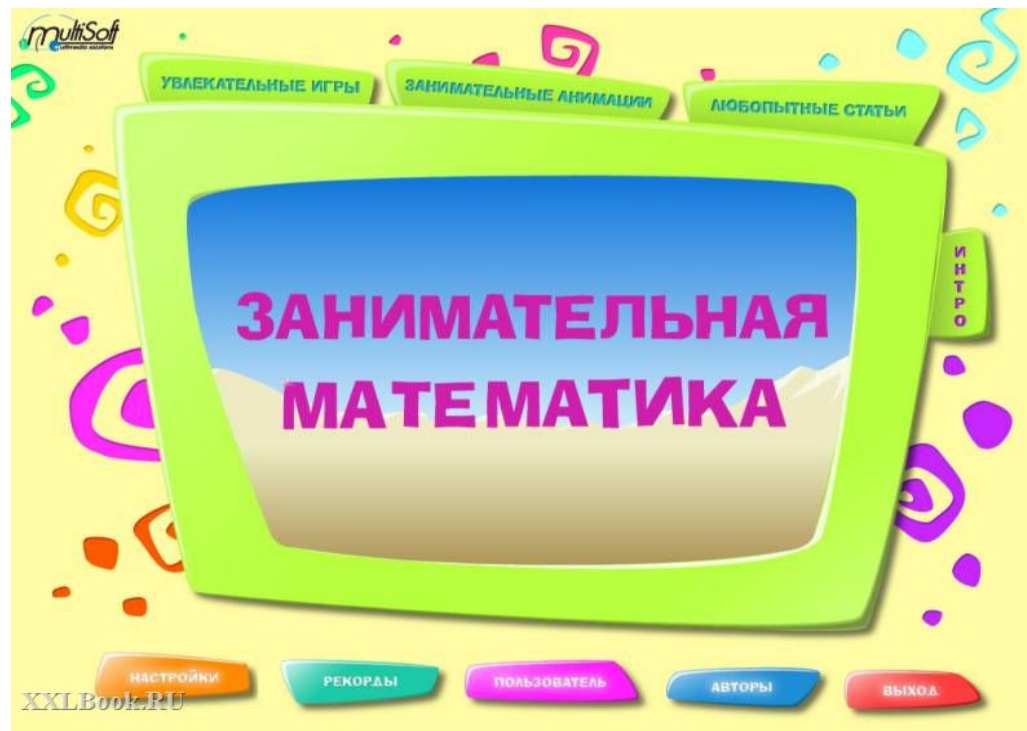 multiSoft
УВЛЕКАТЕЛЬНЫЕ ИГРЫ
ЗАНИМАТЕЛЬНЫЕ АНИМАЦИИ
ЛЮБОПЫТНЫЕ СТАТЬИ
ИНТРО
ЗАНИМАТЕЛЬНАЯ
МАТЕМАТИКА
НАСТРОЙКИ
РЕКОРДЫ
ПОЛЬЗОВАТЕЛЬ
АВТОРЫ
ВЫХОД
XXLBook.RU